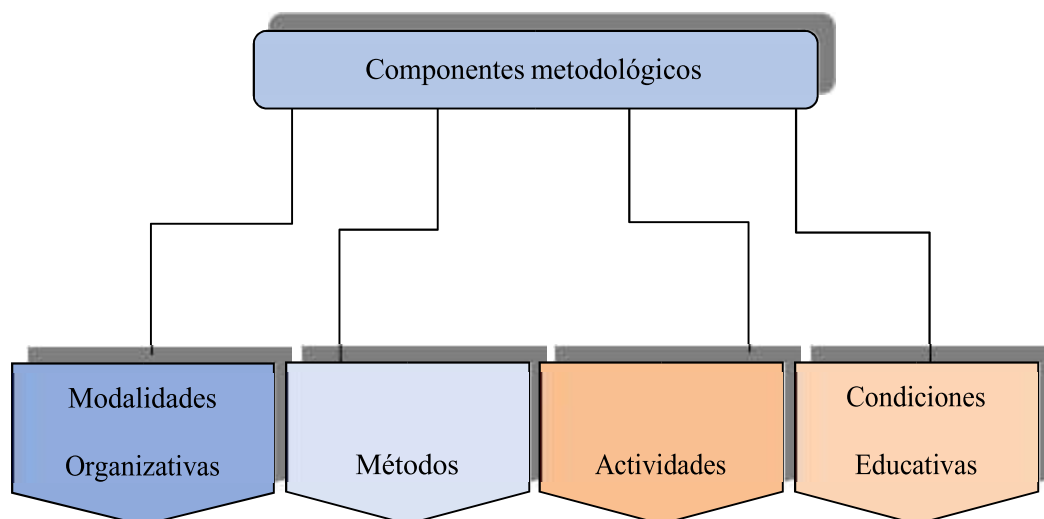 Componentes metodológicos
Modalidades
Organizativas
Métodos
Actividades
Condiciones
Educativas